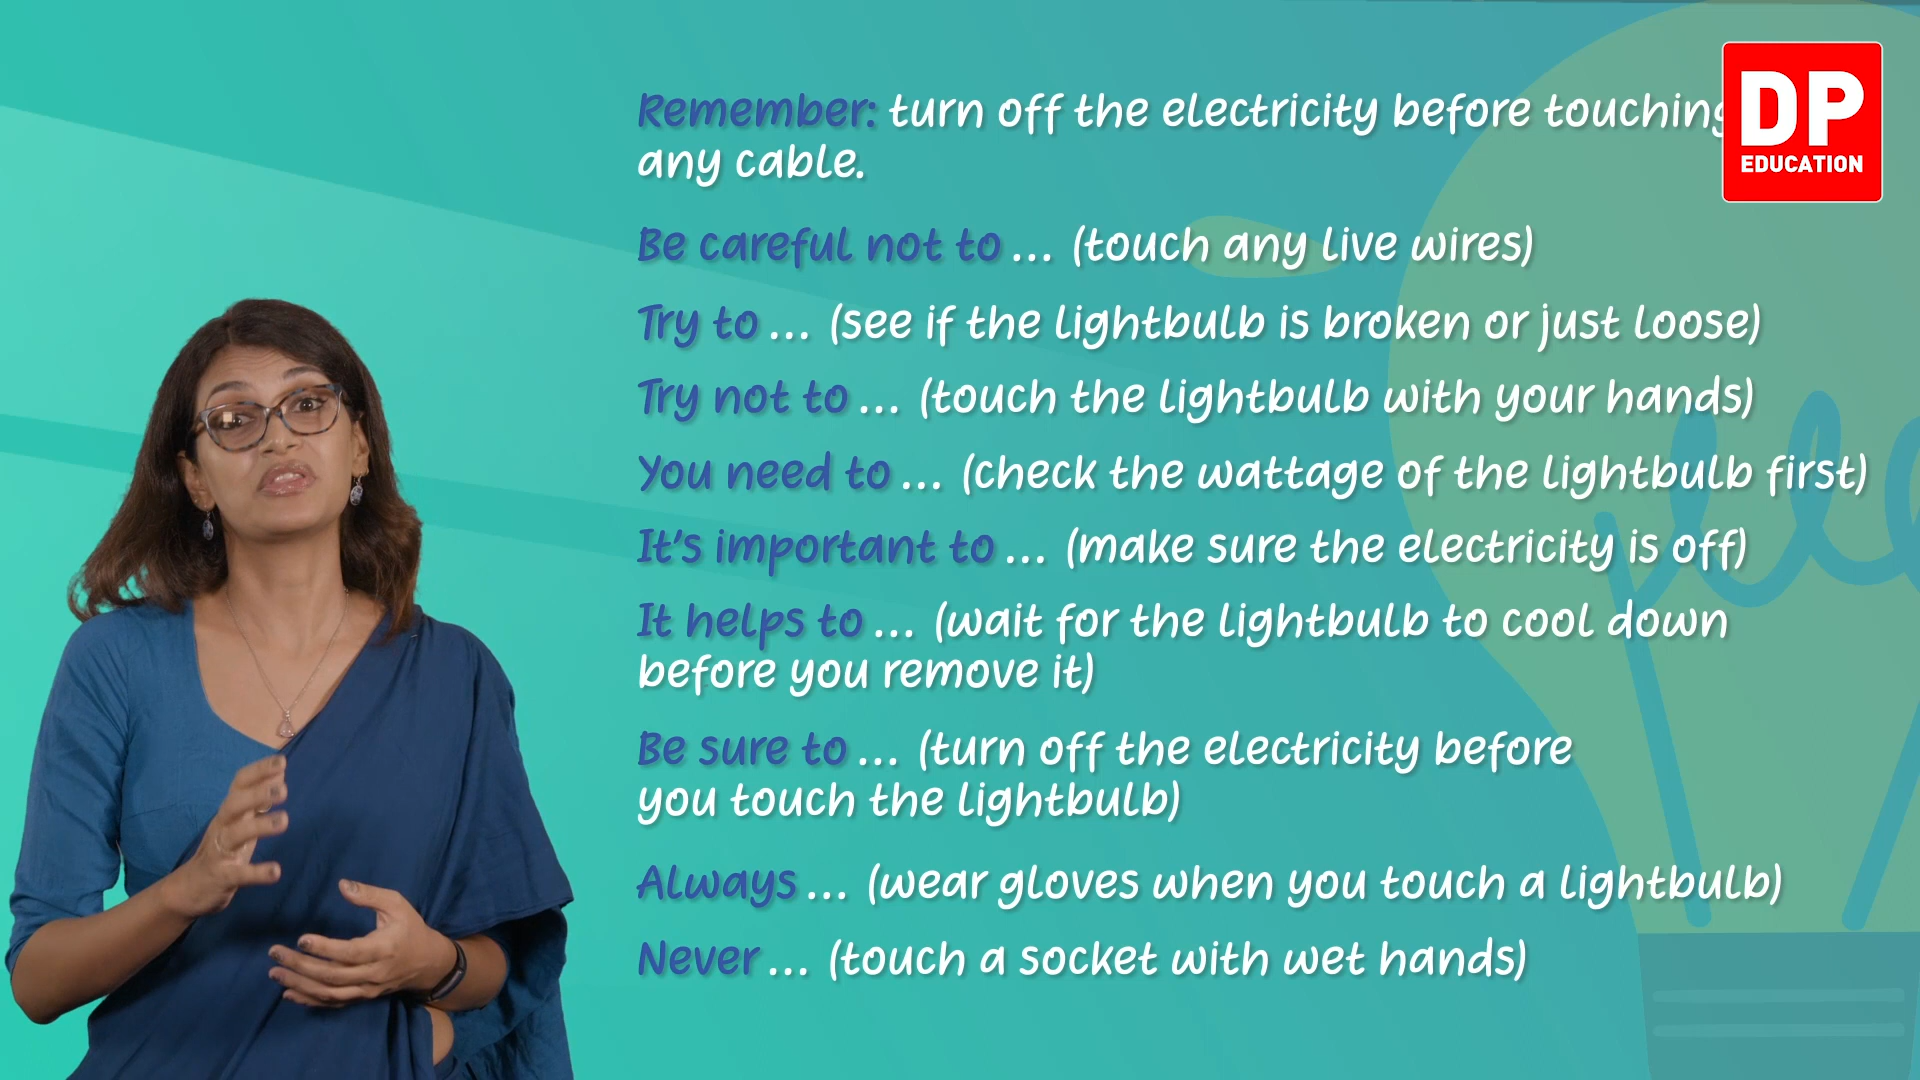 Remember: turn off the electricity before touching
any cable.
Be careful not to ... (touch any live wires)
Try to ... (see if the lightbulb is broken or just loose)
Try not to ... (touch the lightbulb with your hands)
You need to ... (check the wattage of the lightbulb first)
It's important to ... (make sure the electricity is off)
It helps to ... (wait for the lightbulb to cool down
before you remove it)
Be sure to ... (turn off the electricity before
you touch the lightbulb)
Always ... (wear gloves when you touch a lightbulb)
Never ... (touch a socket with wet hands)
DP
EDUCATION